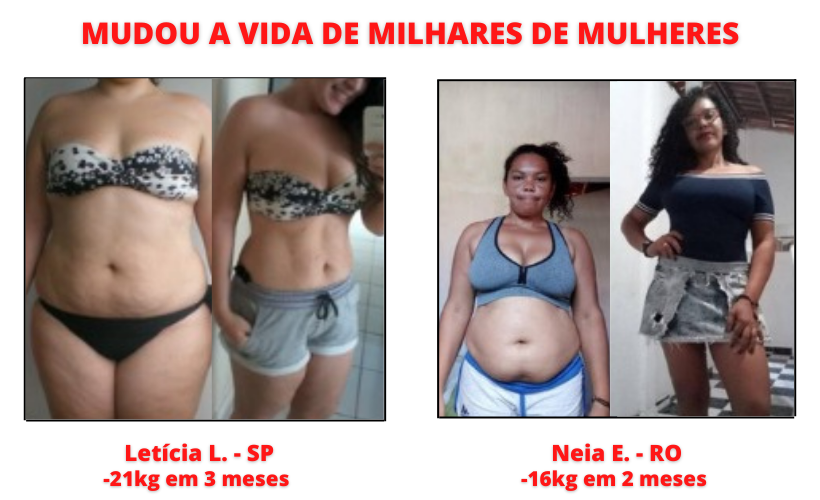 MUDOU A VIDA DE MILHARES DE MULHERES
Letícia L. - SP
-21kg em 3 meses
Neia E. - RO
-16kg em 2 meses